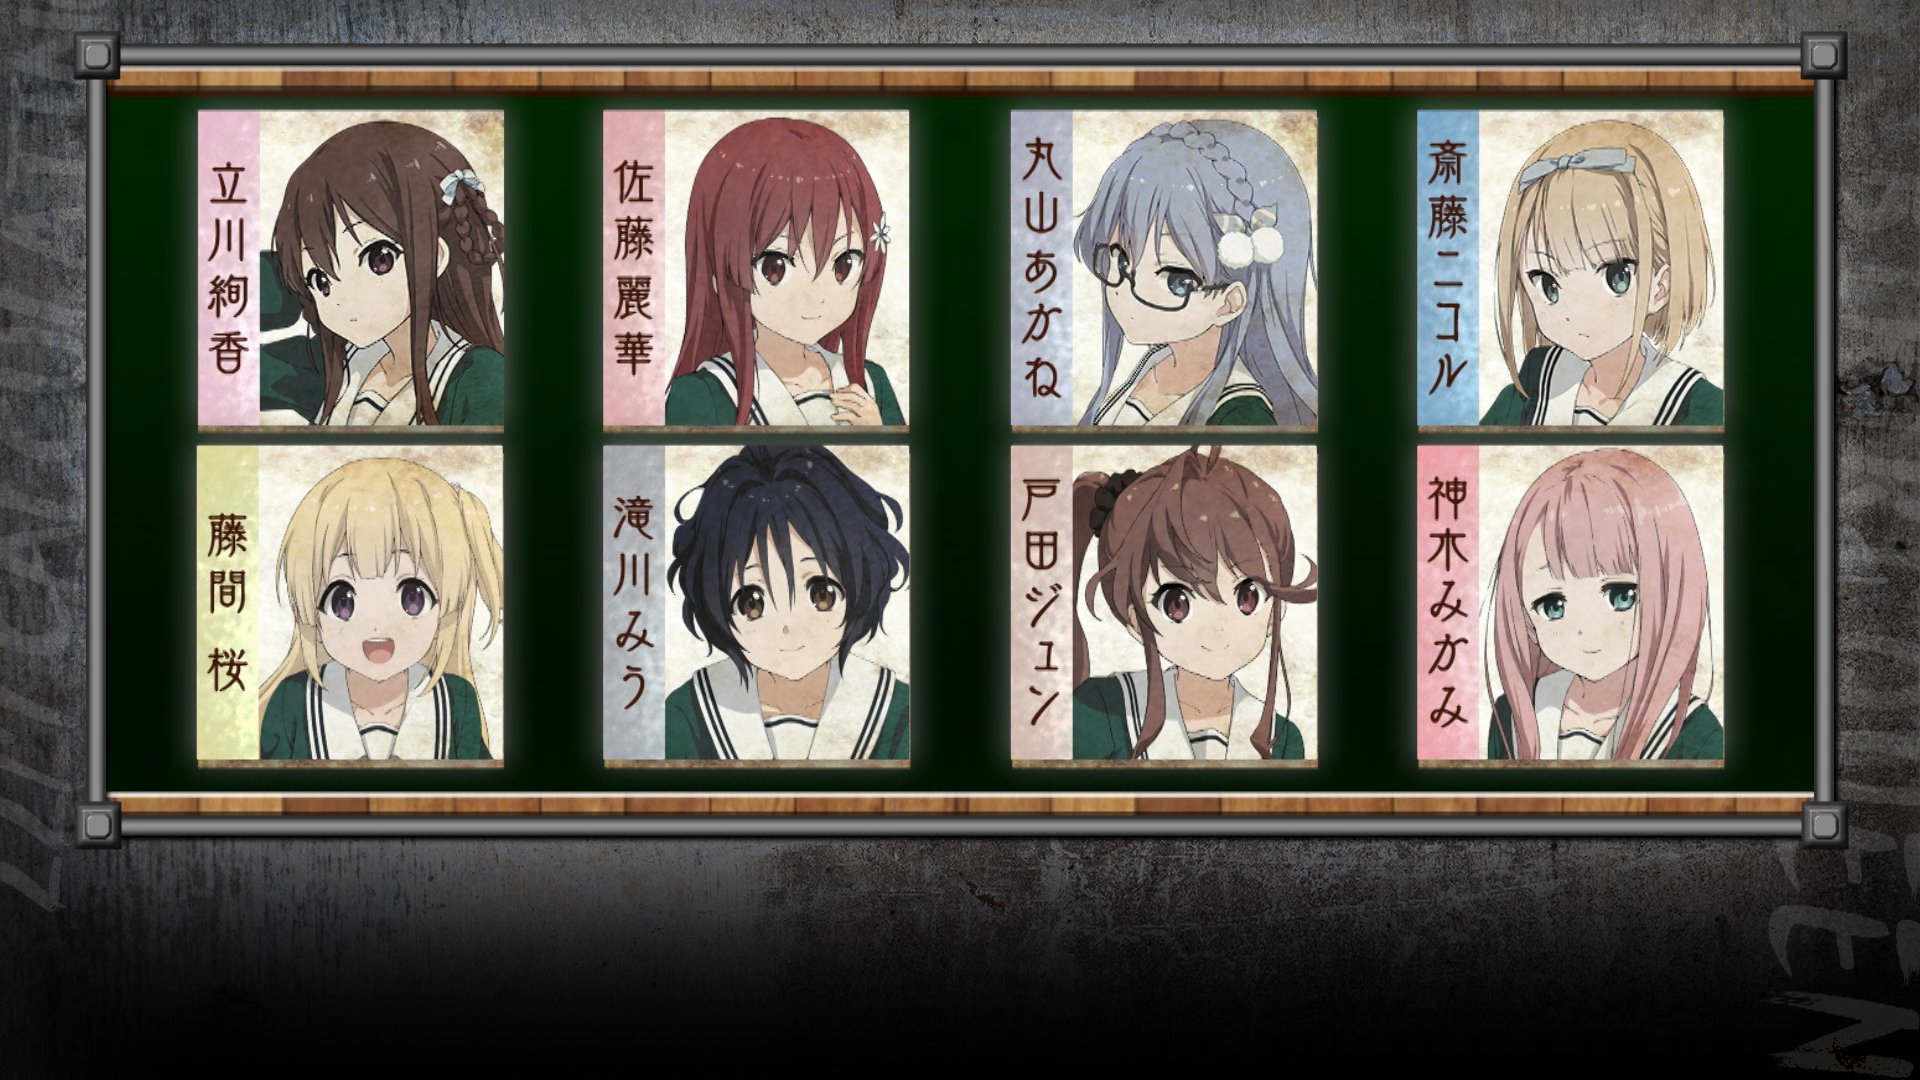 立川絢香
佐藤麗華
丸山あかね
斎藤ニコル
藤間 桜
滝川みう
戸田ジュン
神木みかみ